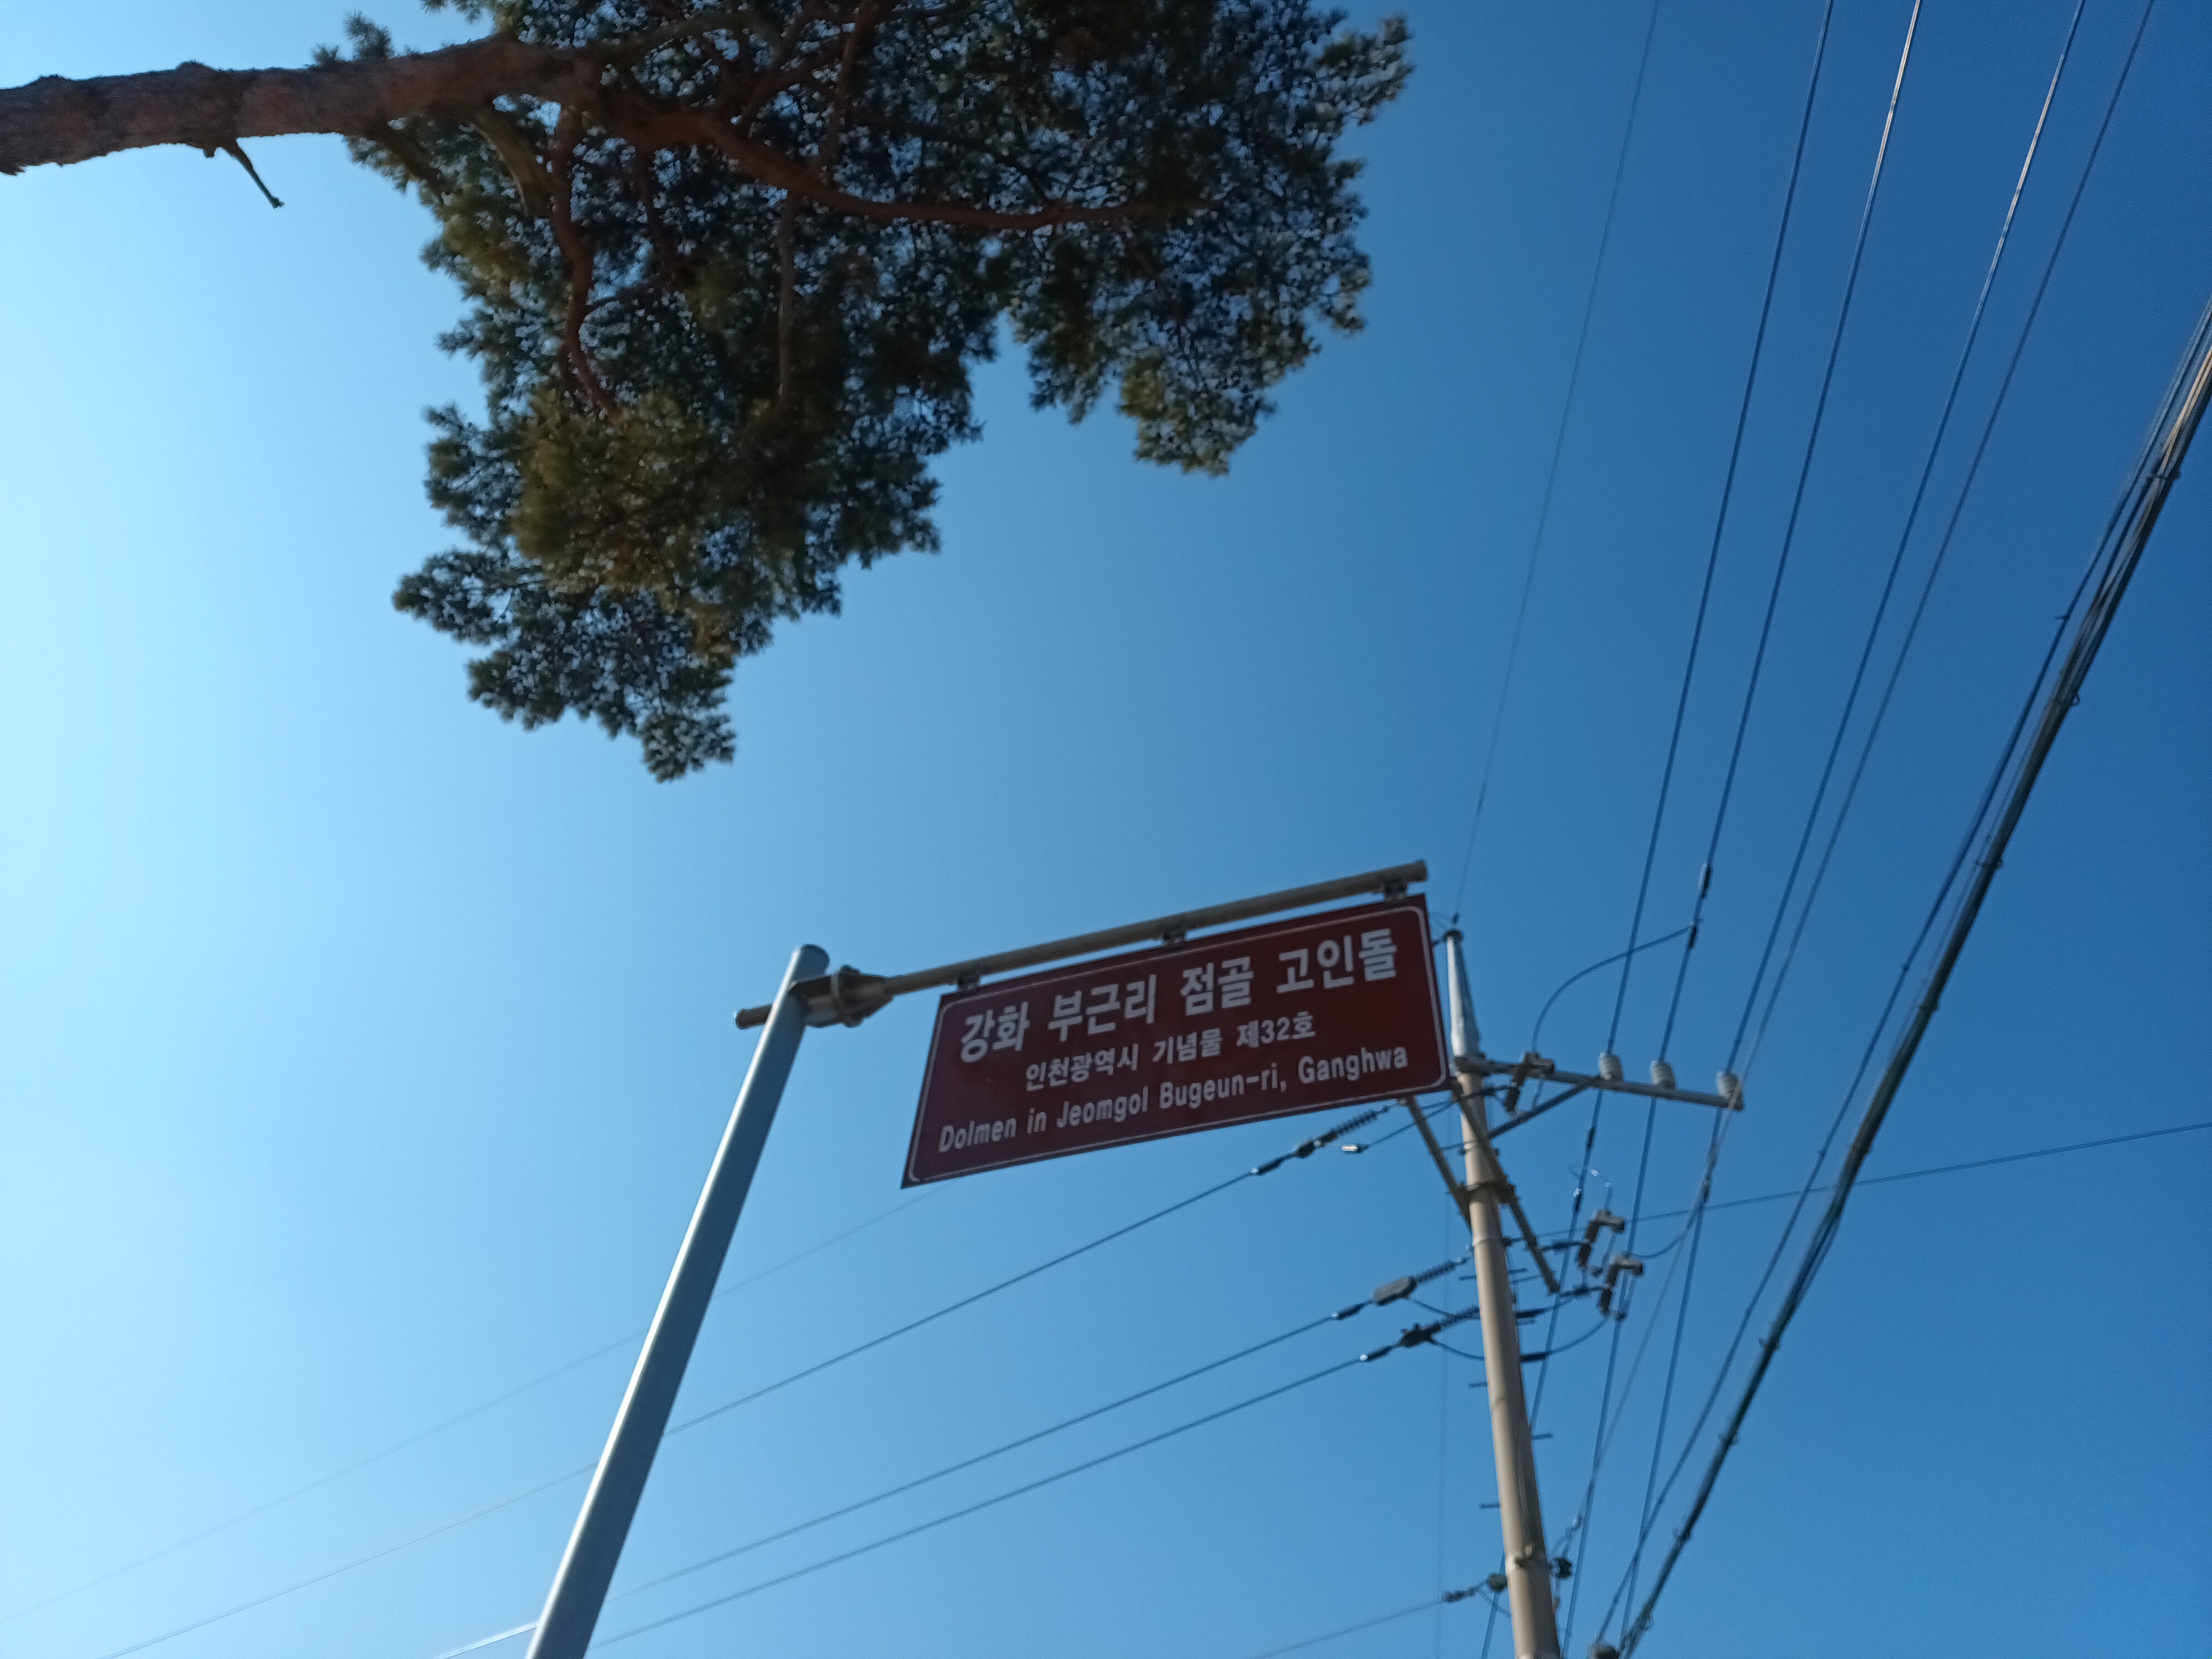 강화 부근리 점골 고인돌
인천광역시 기념물 제32호
Dolmen in Jeomgol Bugeun-ri, Ganghwa